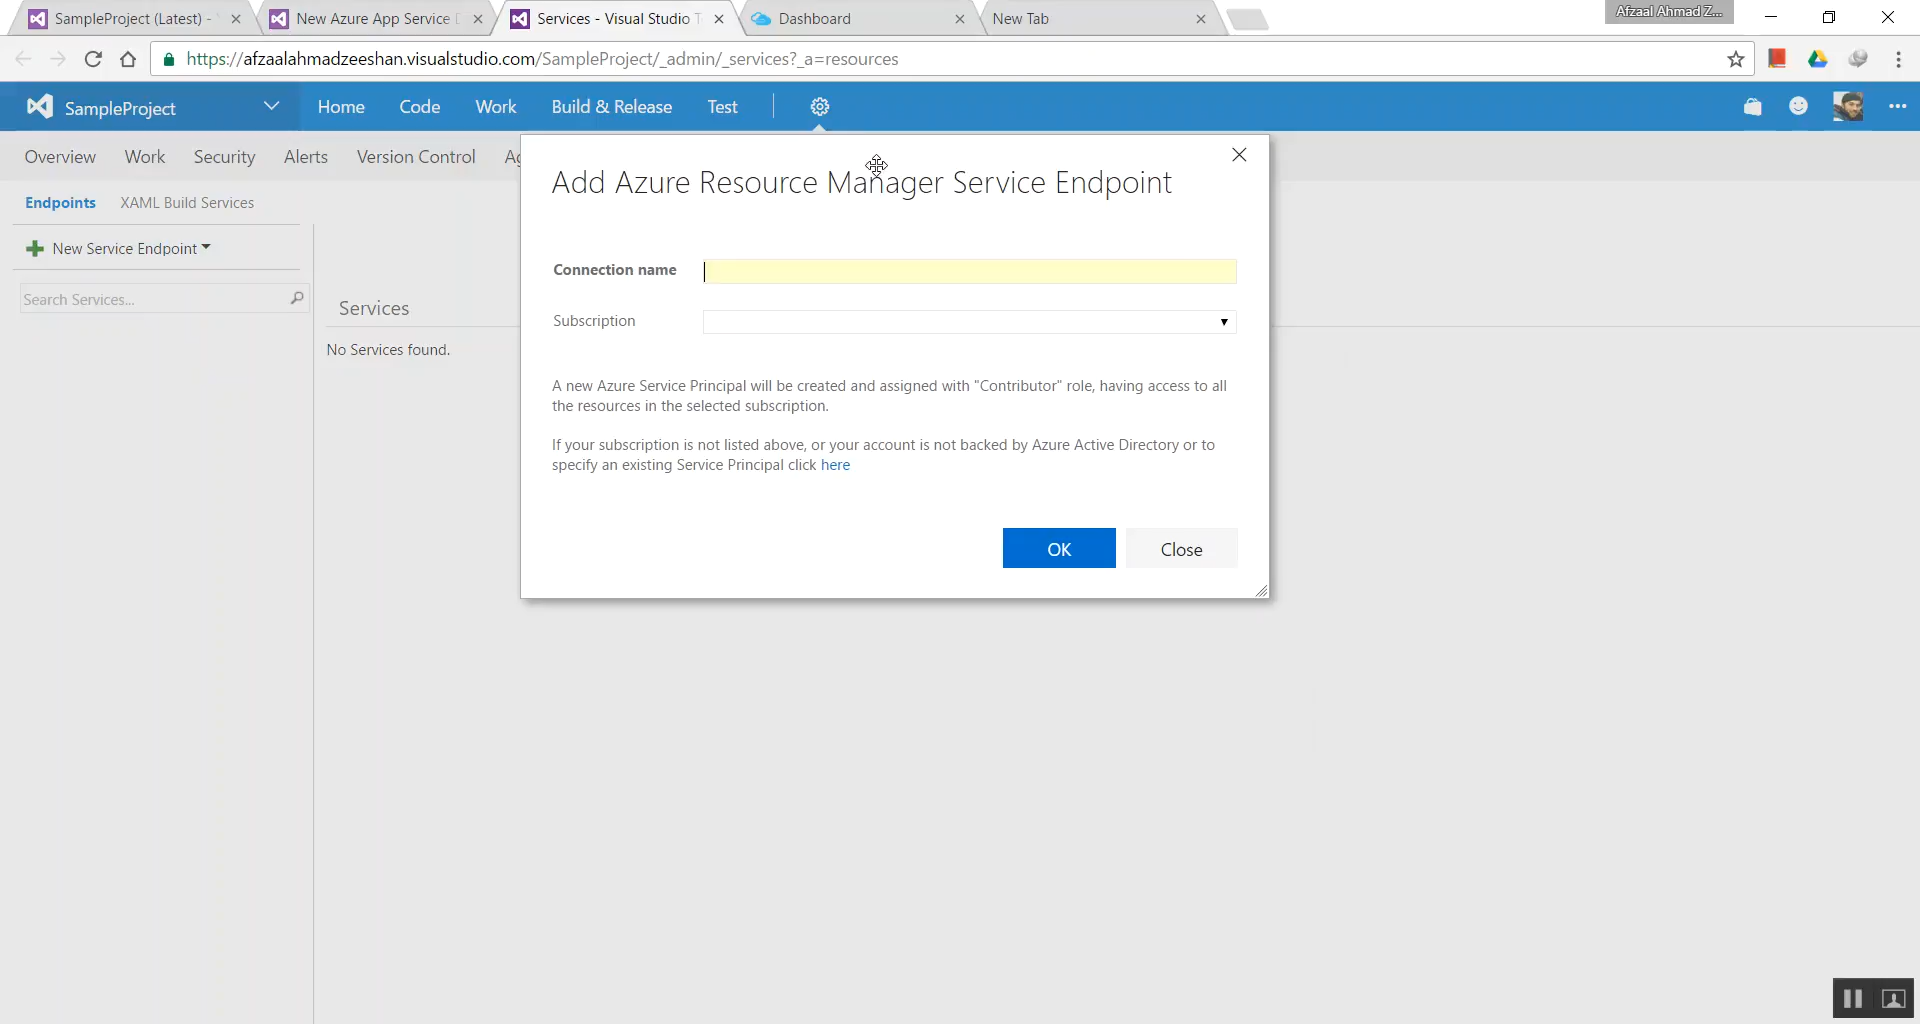 SampleProject (Latest) -
New Azure App Service
Services - Visual Studio T
Dashboard
New Tab
Afzaal Ahmad Z...
https://afzaalahmadzeeshan.visualstudio.com/SampleProject/_admin/_services?_a=resources
SampleProject
Home
Code
Work
Build & Release
Test
Overview
Work
Security
Alerts
Version Control
Endpoints
XAML Build Services
New Service Endpoint
Search Services...
Services
No Services found.
Add Azure Resource Manager Service Endpoint
Connection name
Subscription
A new Azure Service Principal will be created and assigned with "Contributor" role, having access to all
the resources in the selected subscription.
If your subscription is not listed above, or your account is not backed by Azure Active Directory or to
specify an existing Service Principal click here
OK
Close